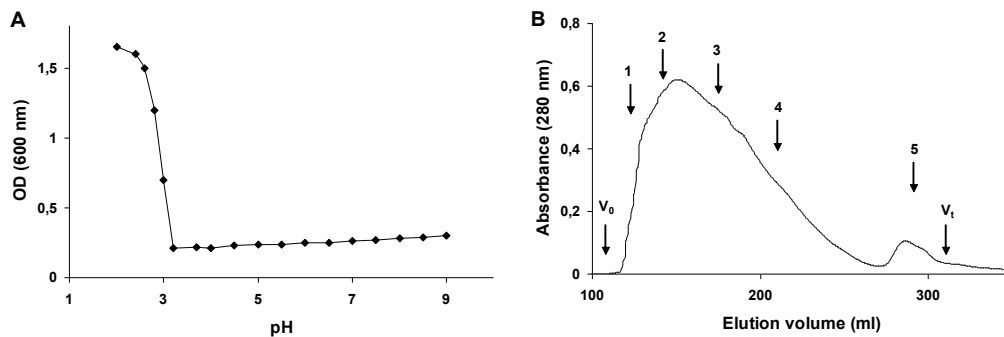 A
OD (600 nm)
1,5
1
0,5
0
1
3
5
7
9
pH
B
Absorbance (280 nm)
0,8
0,6
0,4
0,2
0
V0
1
2
3
4
5
Vt
100
200
300
Elution volume (ml)